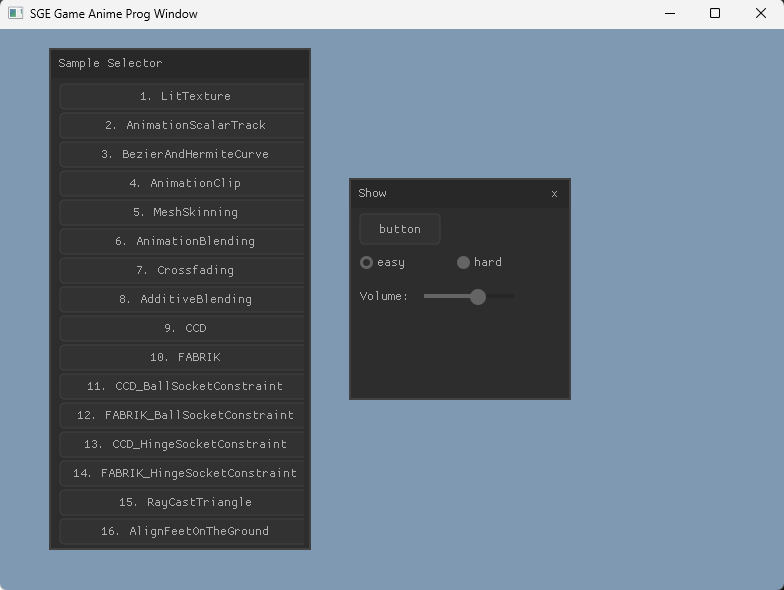 SGE Game Anime Prog Window
Sample Selector
1. LitTexture
2. AnimationScalarTrack
3. BezierAndHermiteCurve
4. AnimationClip
5. MeshSkinning
6. AnimationBlending
7. Crossfading
8. AdditiveBlending
9. CCD
10. FABRIK
11. CCD_BallSocketConstraint
12. FABRIK_BallSocketConstraint
13. CCD_HingeSocketConstraint
14. FABRIK_HingeSocketConstraint
15. RayCastTriangle
16. AlignFeetOnTheGround
Show x
button
easy hard
Volume: